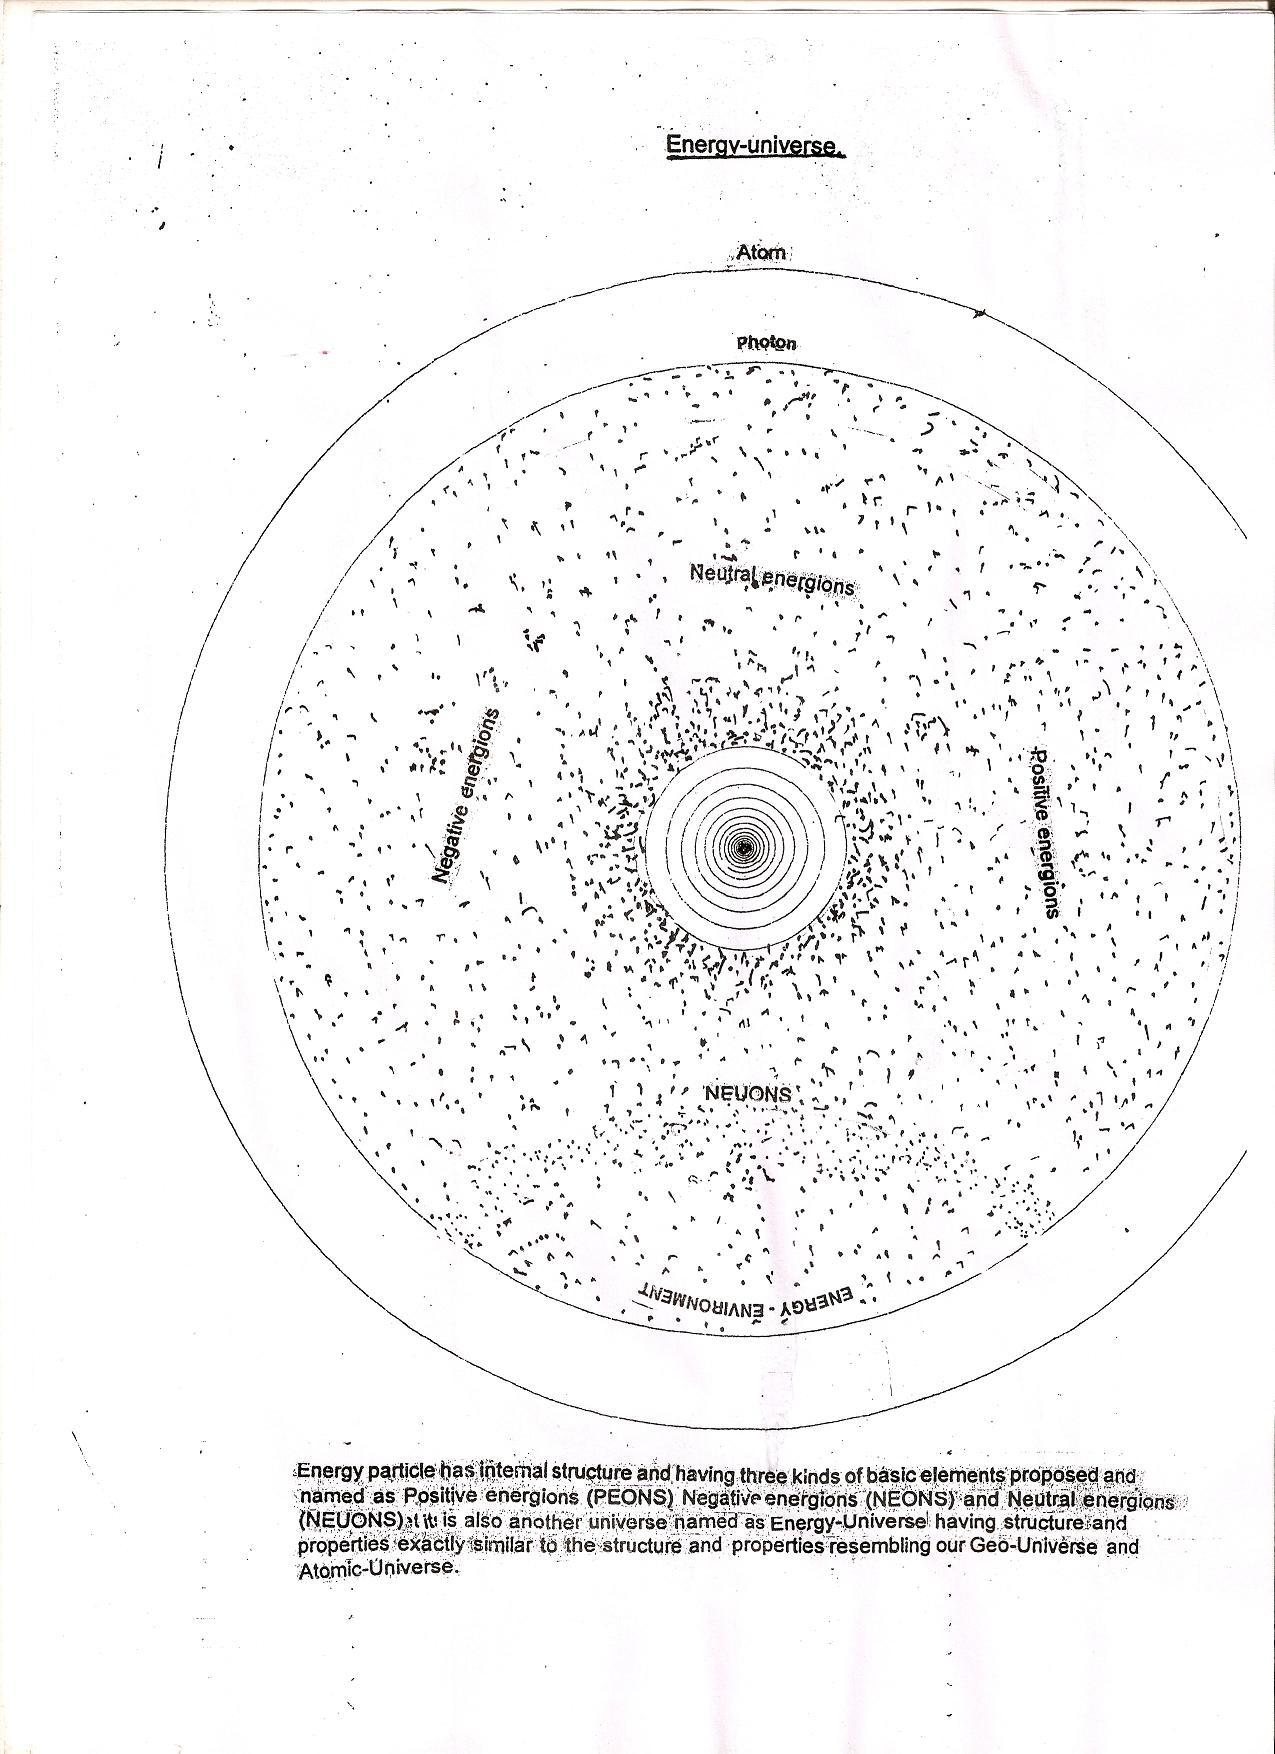 Energy-universe.
Atom
Photon
Neutral energions
Negative energions
Positive energions
NEUONS
ENERGY - ENVIRONMENT
Energy particle has internal structure and having three kinds of basic elements proposed and
named as Positive energions (PEONS) Negative energions (NEONS) and Neutral energions
(NEUONS) it is also another universe named as Energy-Universe having structure and
properties exactly similar to the structure and properties resembling our Geo-Universe and
Atomic-Universe.